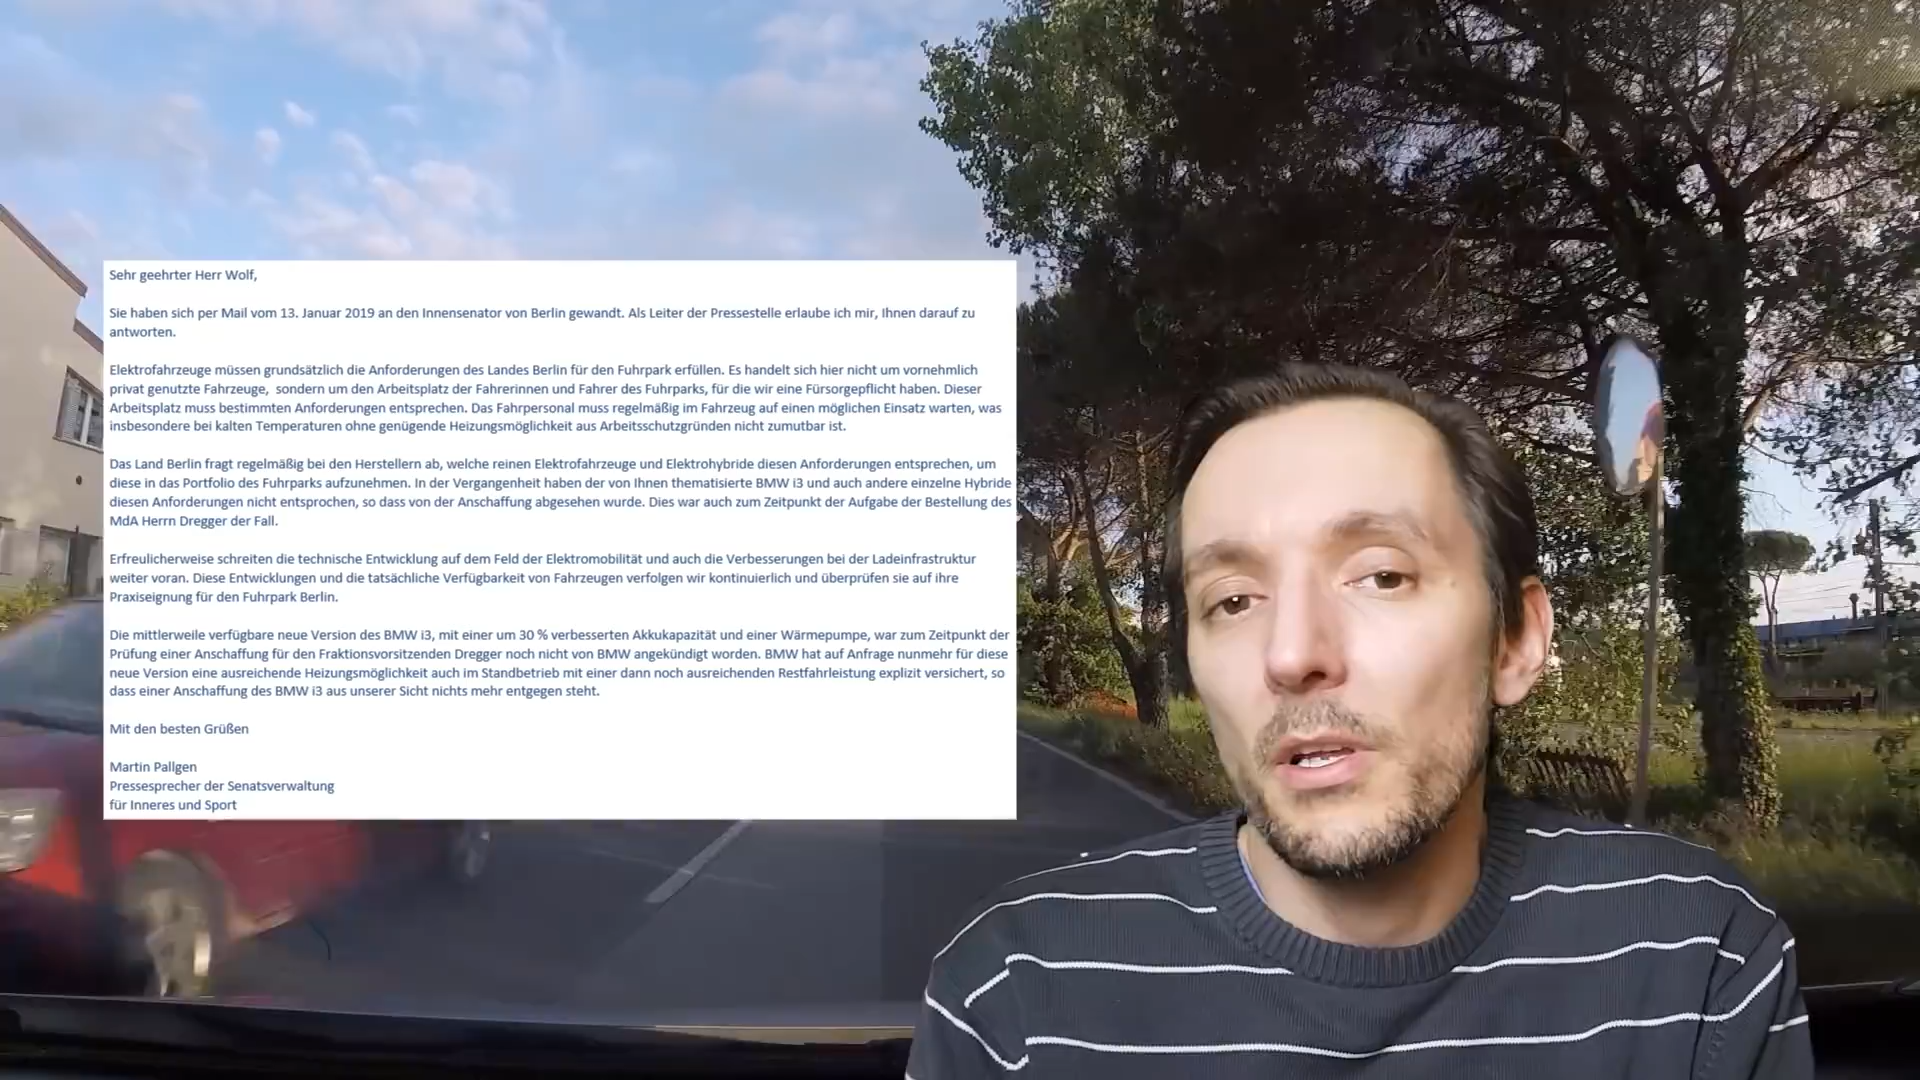 Sehr geehrter Herr Wolf,
Sie haben sich per Mail vom 13. Januar 2019 an den Innensenator von Berlin gewandt. Als Leiter der Pressestelle erlaube ich mir, Ihnen darauf zu
antworten.
Elektrofahrzeuge müssen grundsätzlich die Anforderungen des Landes Berlin für den Fuhrpark erfüllen. Es handelt sich hier nicht um vornehmlich
privat genutzte Fahrzeuge, sondern um den Arbeitsplatz der Fahrerinnen und Fahrer des Fuhrparks, für die wir eine Fürsorgepflicht haben. Dieser
Arbeitsplatz muss bestimmten Anforderungen entsprechen. Das Fahrpersonal muss regelmäßig im Fahrzeug auf einen möglichen Einsatz warten, was
insbesondere bei kalten Temperaturen ohne genügende Heizungsmöglichkeit aus Arbeitsschutzgründen nicht zumutbar ist.
Das Land Berlin fragt regelmäßig bei den Herstellern ab, welche reinen Elektrofahrzeuge und Elektrohybride diesen Anforderungen entsprechen, um
diese in das Portfolio des Fuhrparks aufzunehmen. In der Vergangenheit haben der von Ihnen thematisierte BMW i3 und auch andere einzelne Hybride
diesen Anforderungen nicht entsprochen, so dass von der Anschaffung abgesehen wurde. Dies war auch zum Zeitpunkt der Aufgabe der Bestellung des
MdA Herrn Dregger der Fall.
Erfreulicherweise schreiten die technische Entwicklung auf dem Feld der Elektromobilität und auch die Verbesserungen bei der Ladeinfrastruktur
weiter voran. Diese Entwicklungen und die tatsächliche Verfügbarkeit von Fahrzeugen verfolgen wir kontinuierlich und überprüfen sie auf ihre
Praxiseignung für den Fuhrpark Berlin.
Die mittlerweile verfügbare neue Version des BMW i3, mit einer um 30 % verbesserten Akkukapazität und einer Wärmepumpe, war zum Zeitpunkt der
Prüfung einer Anschaffung für den Fraktionsvorsitzenden Dregger noch nicht von BMW angekündigt worden. BMW hat auf Anfrage nunmehr für diese
neue Version eine ausreichende Heizungsmöglichkeit auch im Standbetrieb mit einer dann noch ausreichenden Restfahrleistung explizit versichert, so
dass einer Anschaffung des BMW i3 aus unserer Sicht nichts mehr entgegen steht.
Mit den besten Grüßen
Martin Pallgen
Pressesprecher der Senatsverwaltung
für Inneres und Sport